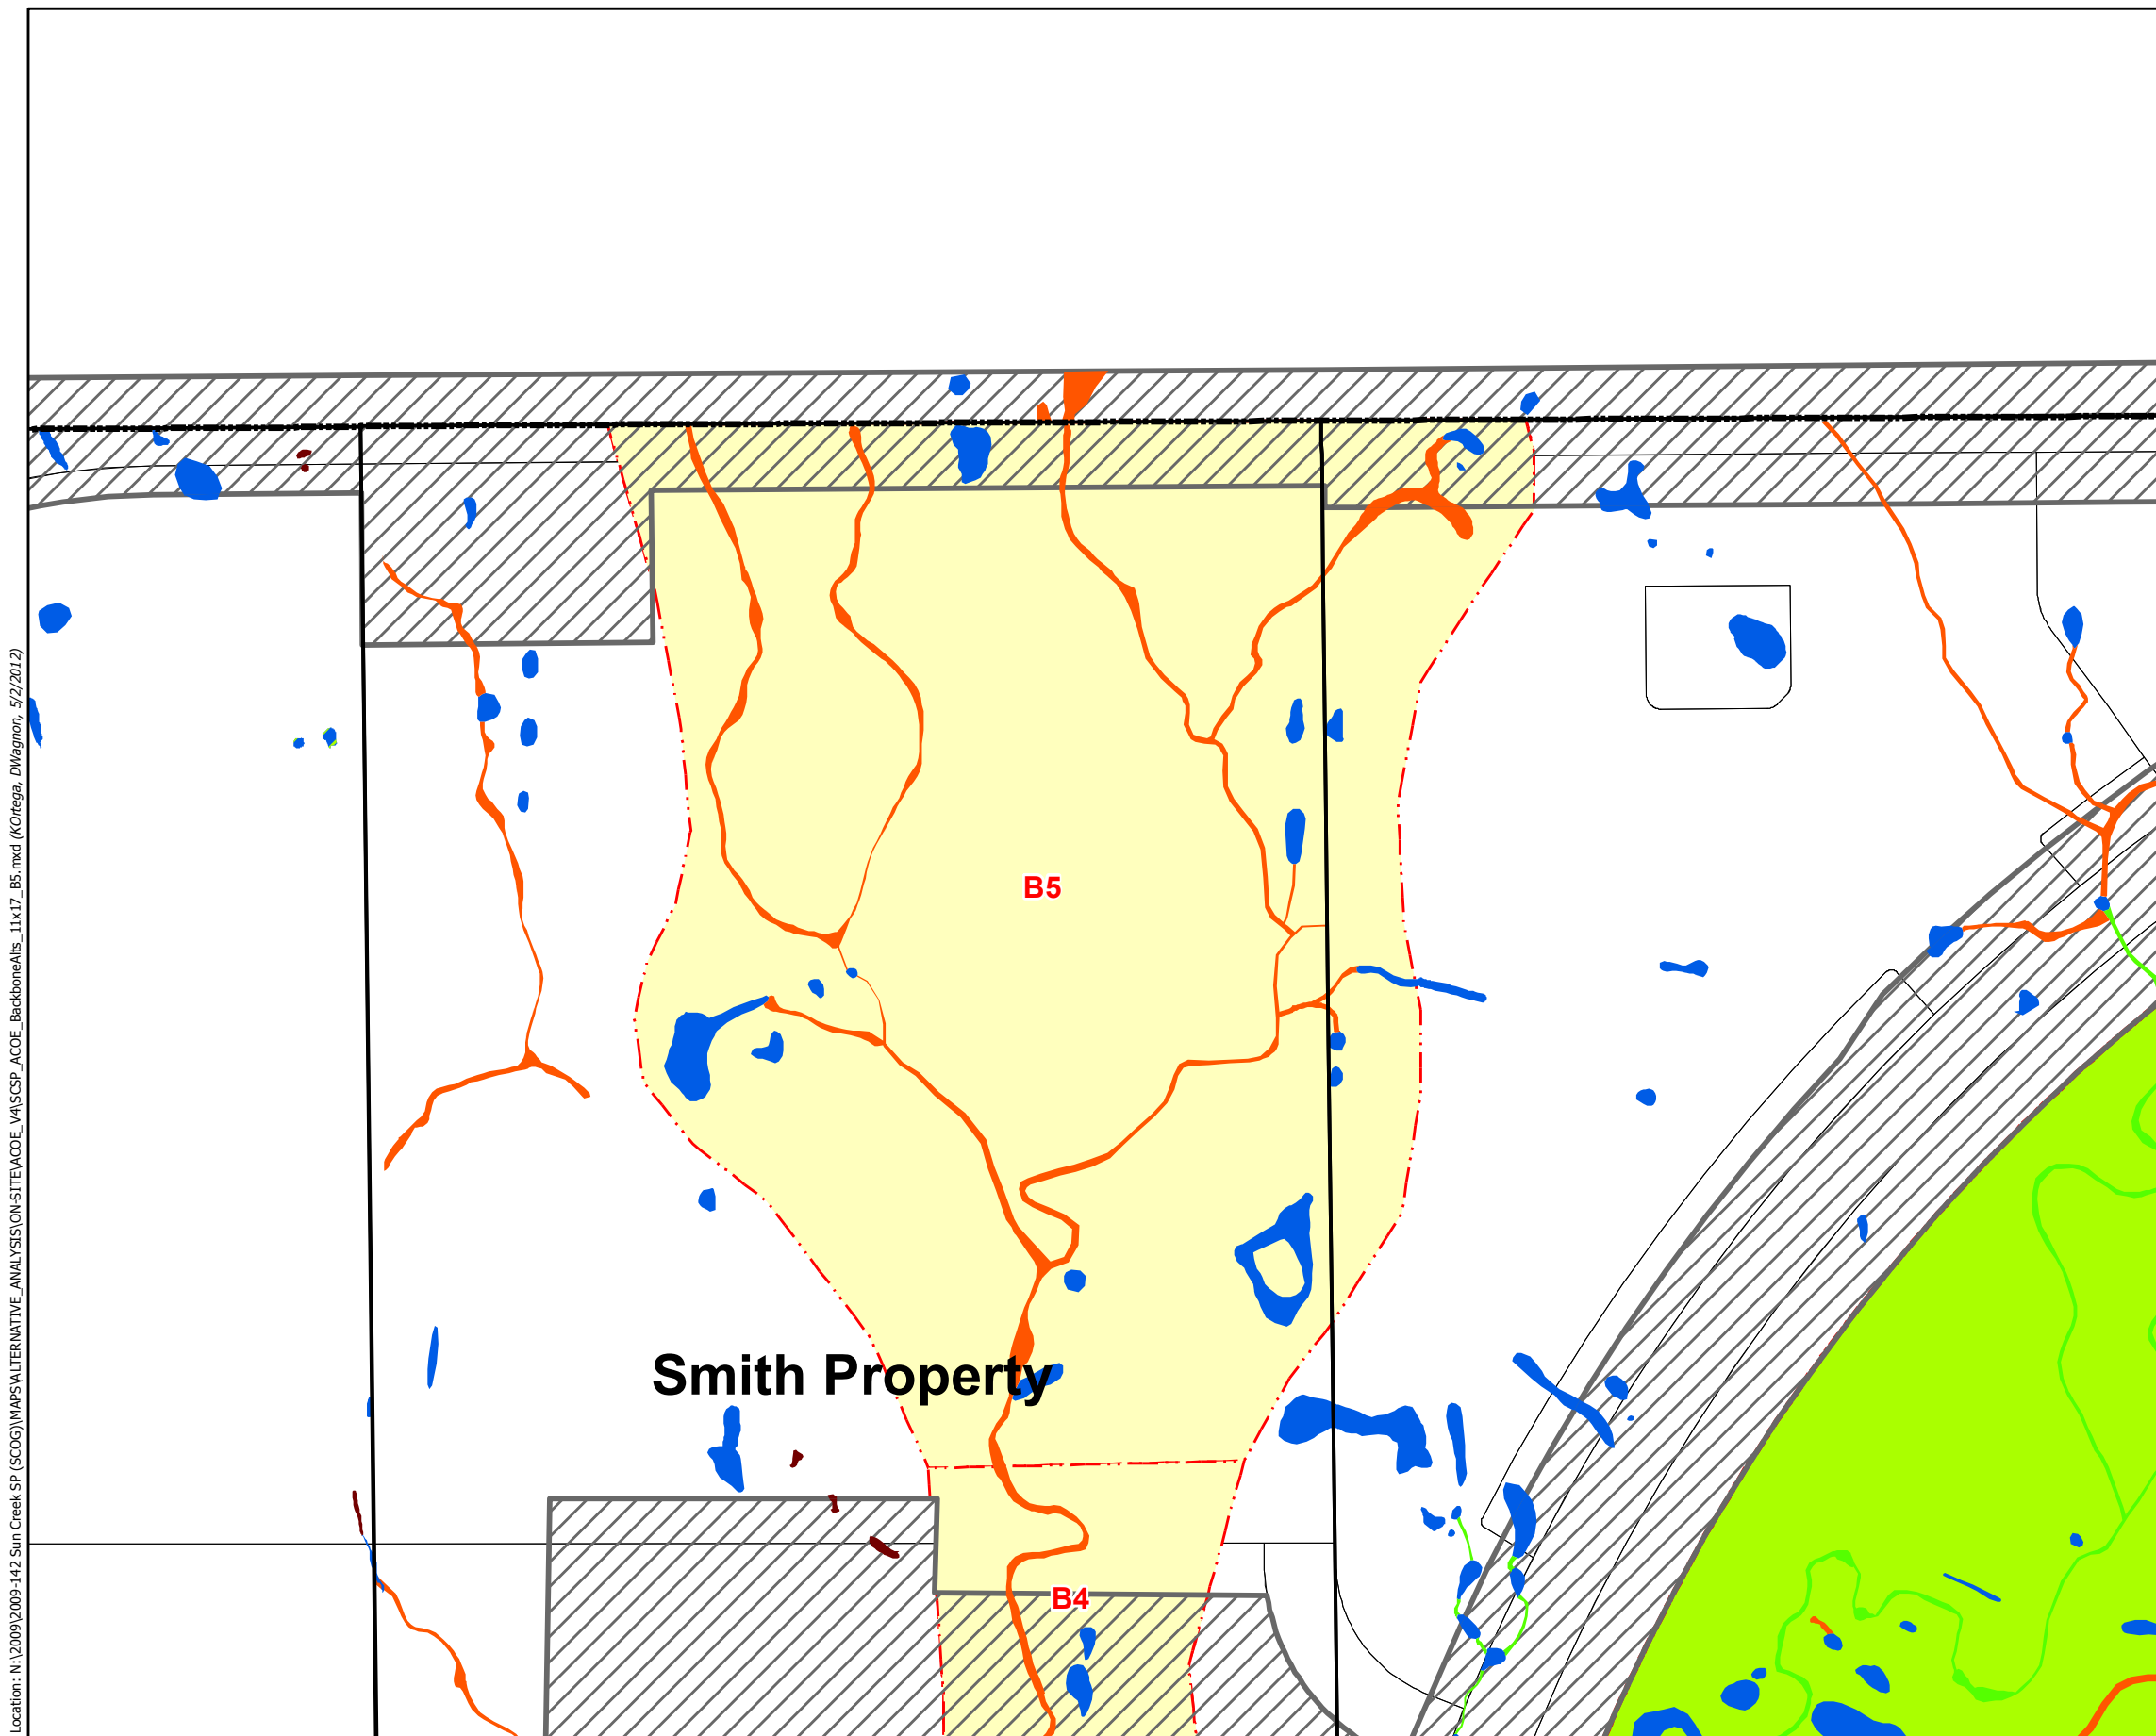 B5
Smith Property
B4
Location: N:\2009\2009-142 Sun Creek SP (SCOG)\MAPS\ALTERNATIVE_ANALYSIS\ON-SITE\ACOE_V4\SCSP_ACOE_BackboneAlts_11x17_B5.mxd (KOrtega, DWagnon, 5/2/2012)